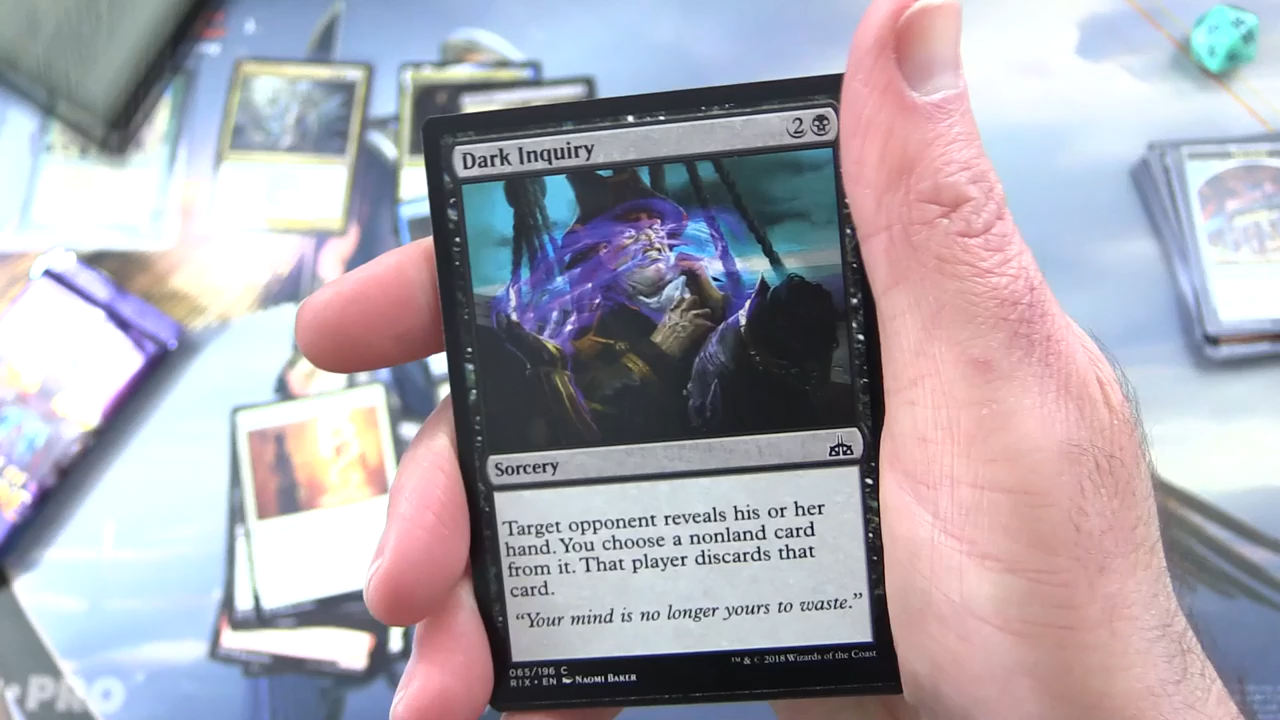 Dark Inquiry
2
Sorcery
Target opponent reveals his or her
hand. You choose a nonland card
from it. That player discards that
card.
“Your mind is no longer yours to waste.”
065/196 C
RIX • EN NAOMI BAKER
™ & © 2018 Wizards of the Coast
PRO